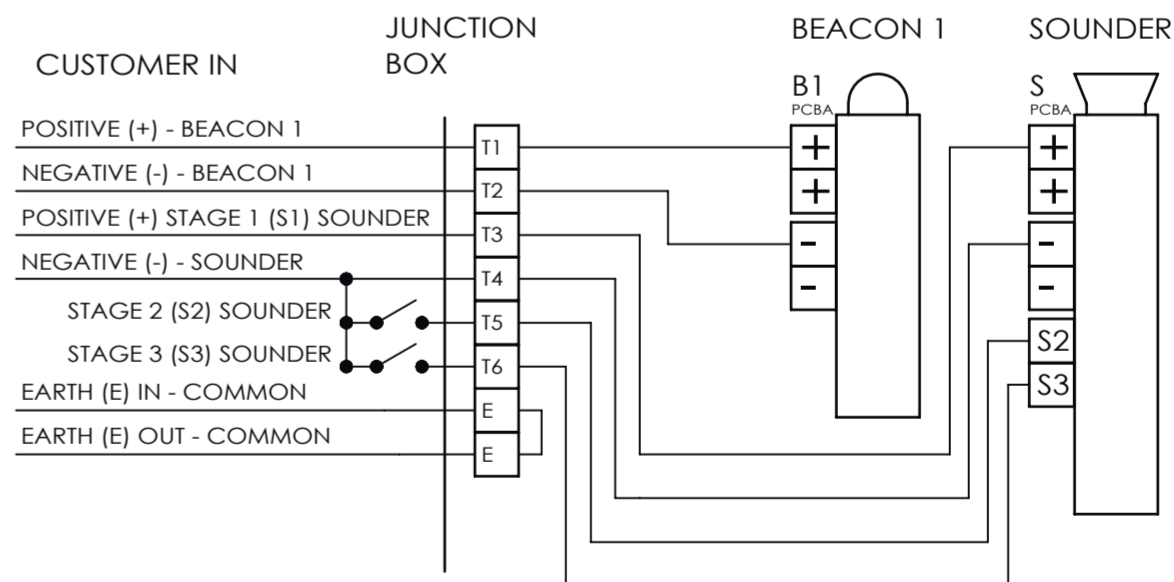 JUNCTION
BOX
BEACON 1
SOUNDER
CUSTOMER IN
B1
PCBA
S
PCBA
POSITIVE (+) - BEACON 1
T1
+
+
NEGATIVE (-) - BEACON 1
T2
+
+
POSITIVE (+) STAGE 1 (S1) SOUNDER
T3
-
-
NEGATIVE (-) - SOUNDER
T4
-
-
STAGE 2 (S2) SOUNDER
T5
S2
STAGE 3 (S3) SOUNDER
T6
S3
EARTH (E) IN - COMMON
E
EARTH (E) OUT - COMMON
E